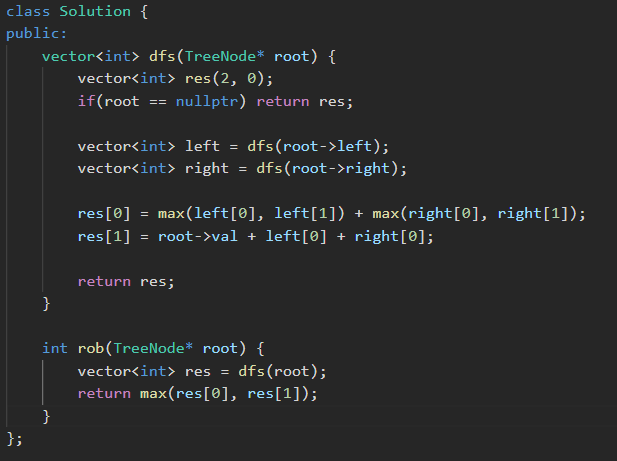 class Solution {
public:
    vector<int> dfs(TreeNode* root) {
        vector<int> res(2, 0);
        if(root == nullptr) return res;

        vector<int> left = dfs(root->left);
        vector<int> right = dfs(root->right);

        res[0] = max(left[0], left[1]) + max(right[0], right[1]);
        res[1] = root->val + left[0] + right[0];

        return res;
    }

    int rob(TreeNode* root) {
        vector<int> res = dfs(root);
        return max(res[0], res[1]);
    }
};